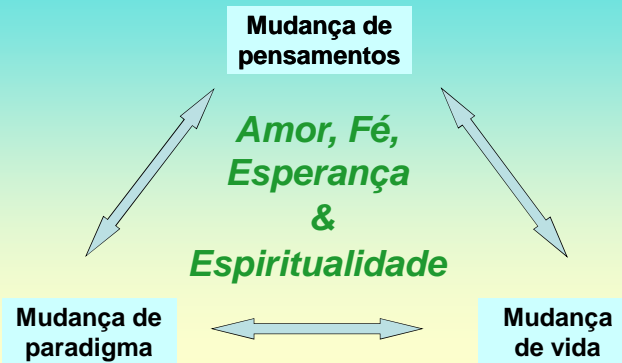 Mudança de
pensamentos
Amor, Fé,
Esperança
&
Espiritualidade
Mudança de
paradigma
Mudança
de vida